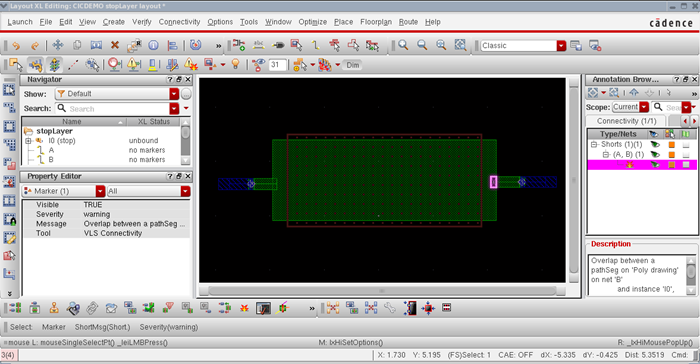 Layout XL Editing: CICDEMO stopLayer layout *
Launch File Edit View Create Verify Connectivity Options Tools Window Optimize Place Floorplan Route Help
cādence
Classic
31
Dim
Navigator
Show: Default
Search: Search
Name XL Status
stopLayer
I0 (stop) unbound
A no markers
B no markers
Property Editor
Marker (1) All
Visible TRUE
Severity warning
Message Overlap between a pathSeg ...
Tool VLS Connectivity
Annotation Brow...
Scope: Current Sea
Connectivity (1/1)
Type/Nets
Shorts (1)(1)
(A, B) (1)
Description
Overlap between a
pathSeg on 'Poly drawing'
on net 'B'
and instance 'I0',
Select: Marker ShortMsg(Short.) Severity(warning)
mouse L: mouseSingleSelectPt() _leiLMBPress() M: lxHiSetOptions() R: _lxHiMousePopUp()
3(4) X: 1.730 Y: 5.195 (FS)Select: 1 CAE: OFF dX: -5.335 dY: -0.425 Dist: 5.3519 Cmd: